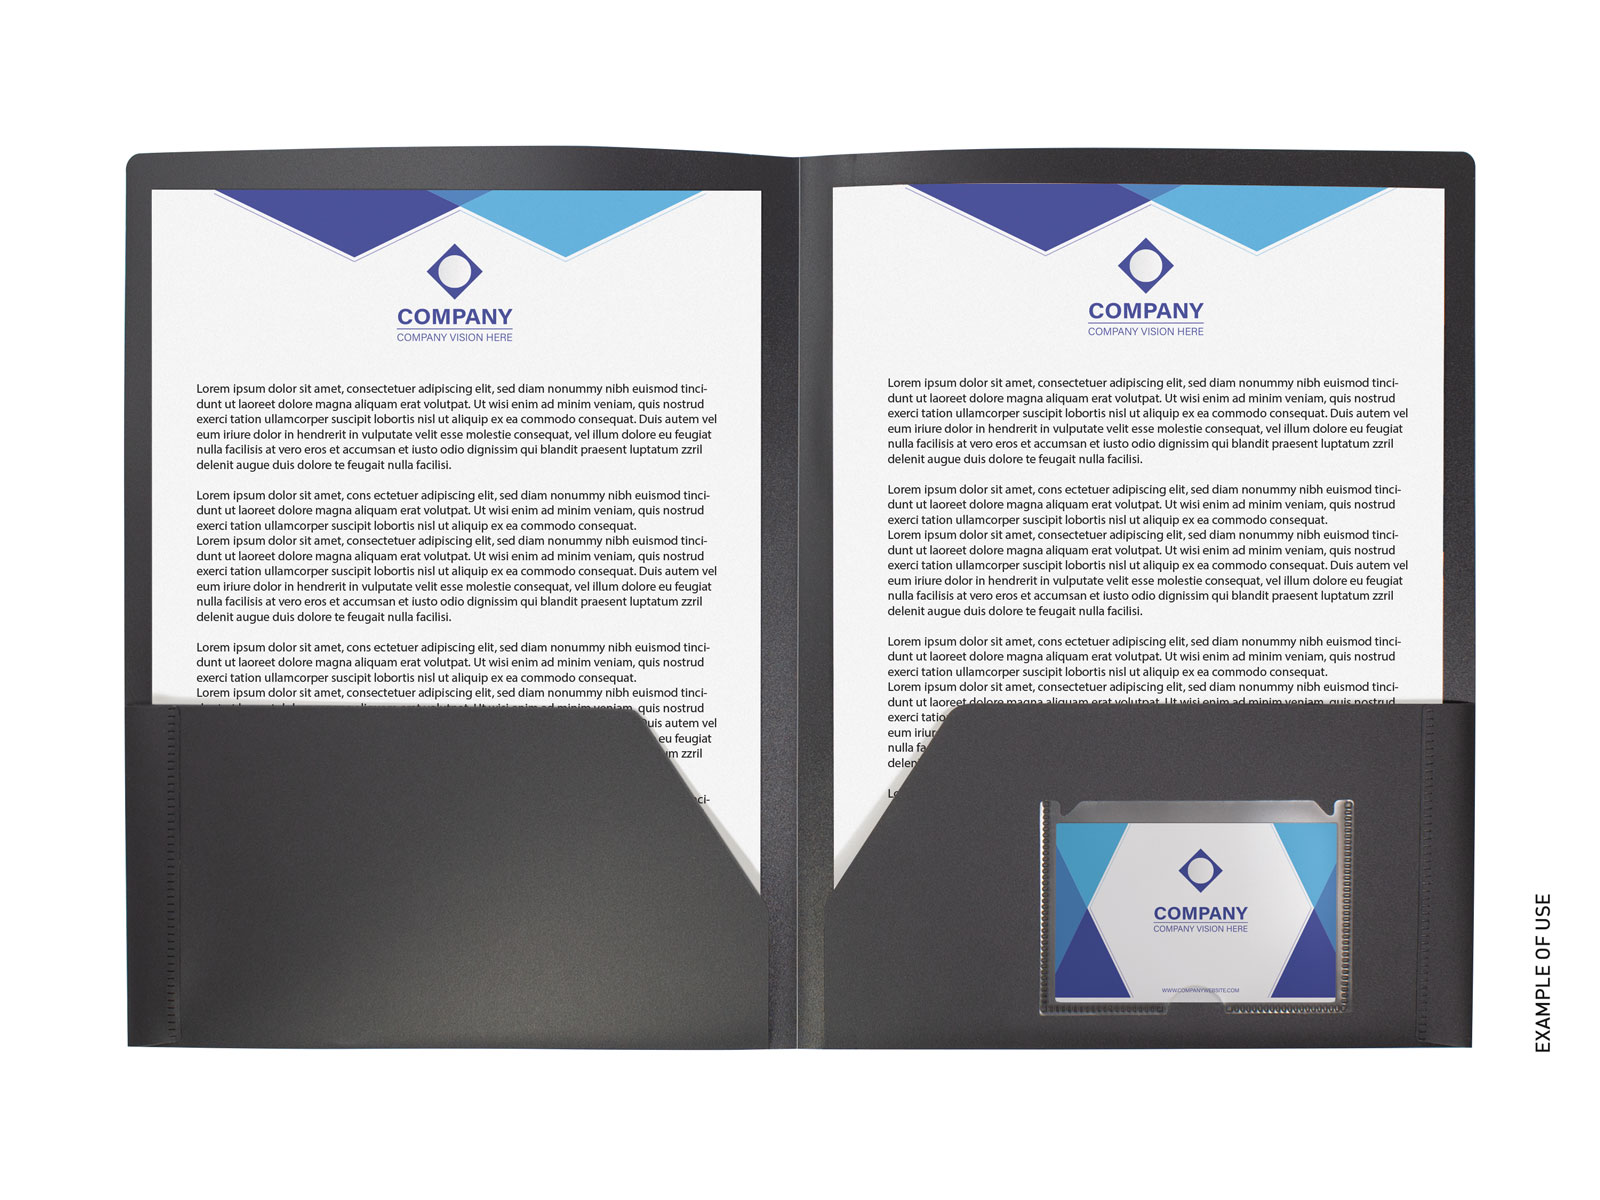 COMPANY
COMPANY VISION HERE
Lorem ipsum dolor sit amet, consectetuer adipiscing elit, sed diam nonummy nibh euismod tinci-
dunt ut laoreet dolore magna aliquam erat volutpat. Ut wisi enim ad minim veniam, quis nostrud
exerci tation ullamcorper suscipit lobortis nisl ut aliquip ex ea commodo consequat. Duis autem vel
eum iriure dolor in hendrerit in vulputate velit esse molestie consequat, vel illum dolore eu feugiat
nulla facilisis at vero eros et accumsan et iusto odio dignissim qui blandit praesent luptatum zzril
delenit augue duis dolore te feugait nulla facilisi.
Lorem ipsum dolor sit amet, cons ectetuer adipiscing elit, sed diam nonummy nibh euismod tinci-
dunt ut laoreet dolore magna aliquam erat volutpat. Ut wisi enim ad minim veniam, quis nostrud
exerci tation ullamcorper suscipit lobortis nisl ut aliquip ex ea commodo consequat.
Lorem ipsum dolor sit amet, consectetuer adipiscing elit, sed diam nonummy nibh euismod tinci-
dunt ut laoreet dolore magna aliquam erat volutpat. Ut wisi enim ad minim veniam, quis nostrud
exerci tation ullamcorper suscipit lobortis nisl ut aliquip ex ea commodo consequat. Duis autem vel
eum iriure dolor in hendrerit in vulputate velit esse molestie consequat, vel illum dolore eu feugiat
nulla facilisis at vero eros et accumsan et iusto odio dignissim qui blandit praesent luptatum zzril
delenit augue duis dolore te feugait nulla facilisi.
Lorem ipsum dolor sit amet, cons ectetuer adipiscing elit, sed diam nonummy nibh euismod tinci-
dunt ut laoreet dolore magna aliquam erat volutpat. Ut wisi enim ad minim veniam, quis nostrud
exerci tation ullamcorper suscipit lobortis nisl ut aliquip ex ea commodo consequat.
Lorem ipsum dolor sit amet, consectetuer adipiscing elit, sed diam nonummy nibh euismod tinci-
quis nostrud
autem vel
eu feugiat
zzril
COMPANY
COMPANY VISION HERE
Lorem ipsum dolor sit amet, consectetuer adipiscing elit, sed diam nonummy nibh euismod tinci-
dunt ut laoreet dolore magna aliquam erat volutpat. Ut wisi enim ad minim veniam, quis nostrud
exerci tation ullamcorper suscipit lobortis nisl ut aliquip ex ea commodo consequat. Duis autem vel
eum iriure dolor in hendrerit in vulputate velit esse molestie consequat, vel illum dolore eu feugiat
nulla facilisis at vero eros et accumsan et iusto odio dignissim qui blandit praesent luptatum zzril
delenit augue duis dolore te feugait nulla facilisi.
Lorem ipsum dolor sit amet, cons ectetuer adipiscing elit, sed diam nonummy nibh euismod tinci-
dunt ut laoreet dolore magna aliquam erat volutpat. Ut wisi enim ad minim veniam, quis nostrud
exerci tation ullamcorper suscipit lobortis nisl ut aliquip ex ea commodo consequat.
Lorem ipsum dolor sit amet, consectetuer adipiscing elit, sed diam nonummy nibh euismod tinci-
dunt ut laoreet dolore magna aliquam erat volutpat. Ut wisi enim ad minim veniam, quis nostrud
exerci tation ullamcorper suscipit lobortis nisl ut aliquip ex ea commodo consequat. Duis autem vel
eum iriure dolor in hendrerit in vulputate velit esse molestie consequat, vel illum dolore eu feugiat
nulla facilisis at vero eros et accumsan et iusto odio dignissim qui blandit praesent luptatum zzril
delenit augue duis dolore te feugait nulla facilisi.
Lorem ipsum dolor sit amet, cons ectetuer adipiscing elit, sed diam nonummy nibh euismod tinci-
dunt ut laoreet dolore magna aliquam erat volutpat. Ut wisi enim ad minim veniam, quis nostrud
exerci tation ullamcorper suscipit lobortis nisl ut aliquip ex ea commodo consequat.
Lorem ipsum dolor sit amet, consectetuer adipiscing elit, sed diam nonummy nibh euismod tinci-
dunt ut laoreet dolore magna aliquam erat volutpat. Ut wisi enim ad minim veniam, quis nostrud
exerci
eum
nulla
COMPANY
COMPANY VISION HERE
WWW.COMPANYWEBSITE.COM
EXAMPLE OF USE